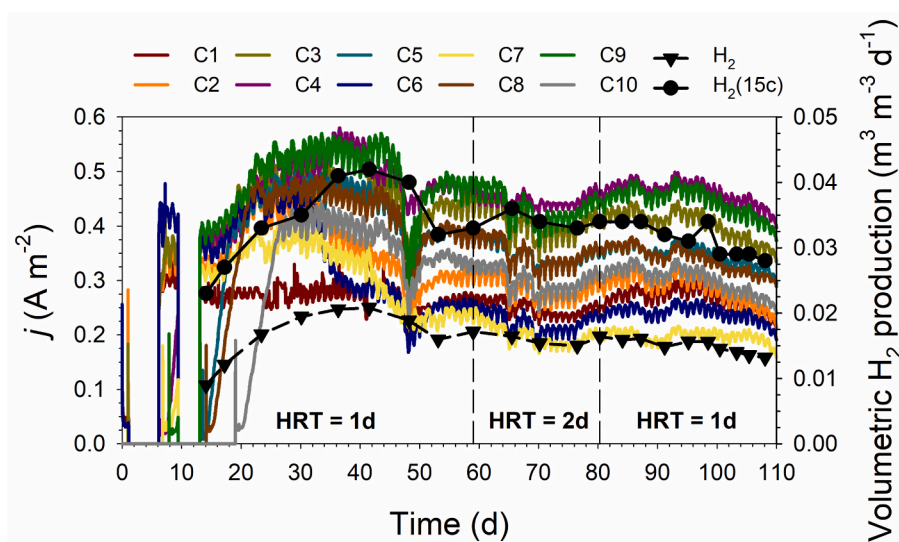 C1 C3 C5 C7 C9 H₂
C2 C4 C6 C8 C10 H₂(15c)
0.6 0.05
0.5
0.04
0.4
0.03
0.3
0.02
0.2
0.01
0.1
HRT = 1d HRT = 2d HRT = 1d
0.0 0.00
0 10 20 30 40 50 60 70 80 90 100 110
Time (d)
j (A m⁻²)
Volumetric H₂ production (m³ m⁻³ d⁻¹)